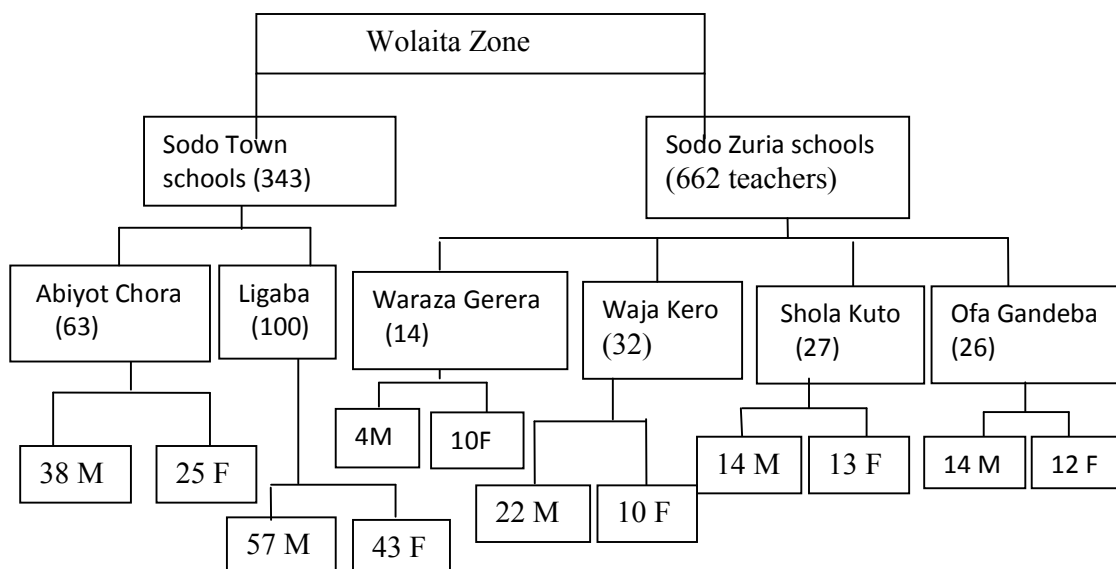 Wolaita Zone
Sodo Town
schools (343)
Sodo Zuria schools
(662 teachers)
Abiyot Chora
(63)
Ligaba
(100)
Waraza Gerera
(14)
Waja Kero
(32)
Shola Kuto
(27)
Ofa Gandeba
(26)
38 M
25 F
57 M
43 F
4M
10F
22 M
10 F
14 M
13 F
14 M
12 F